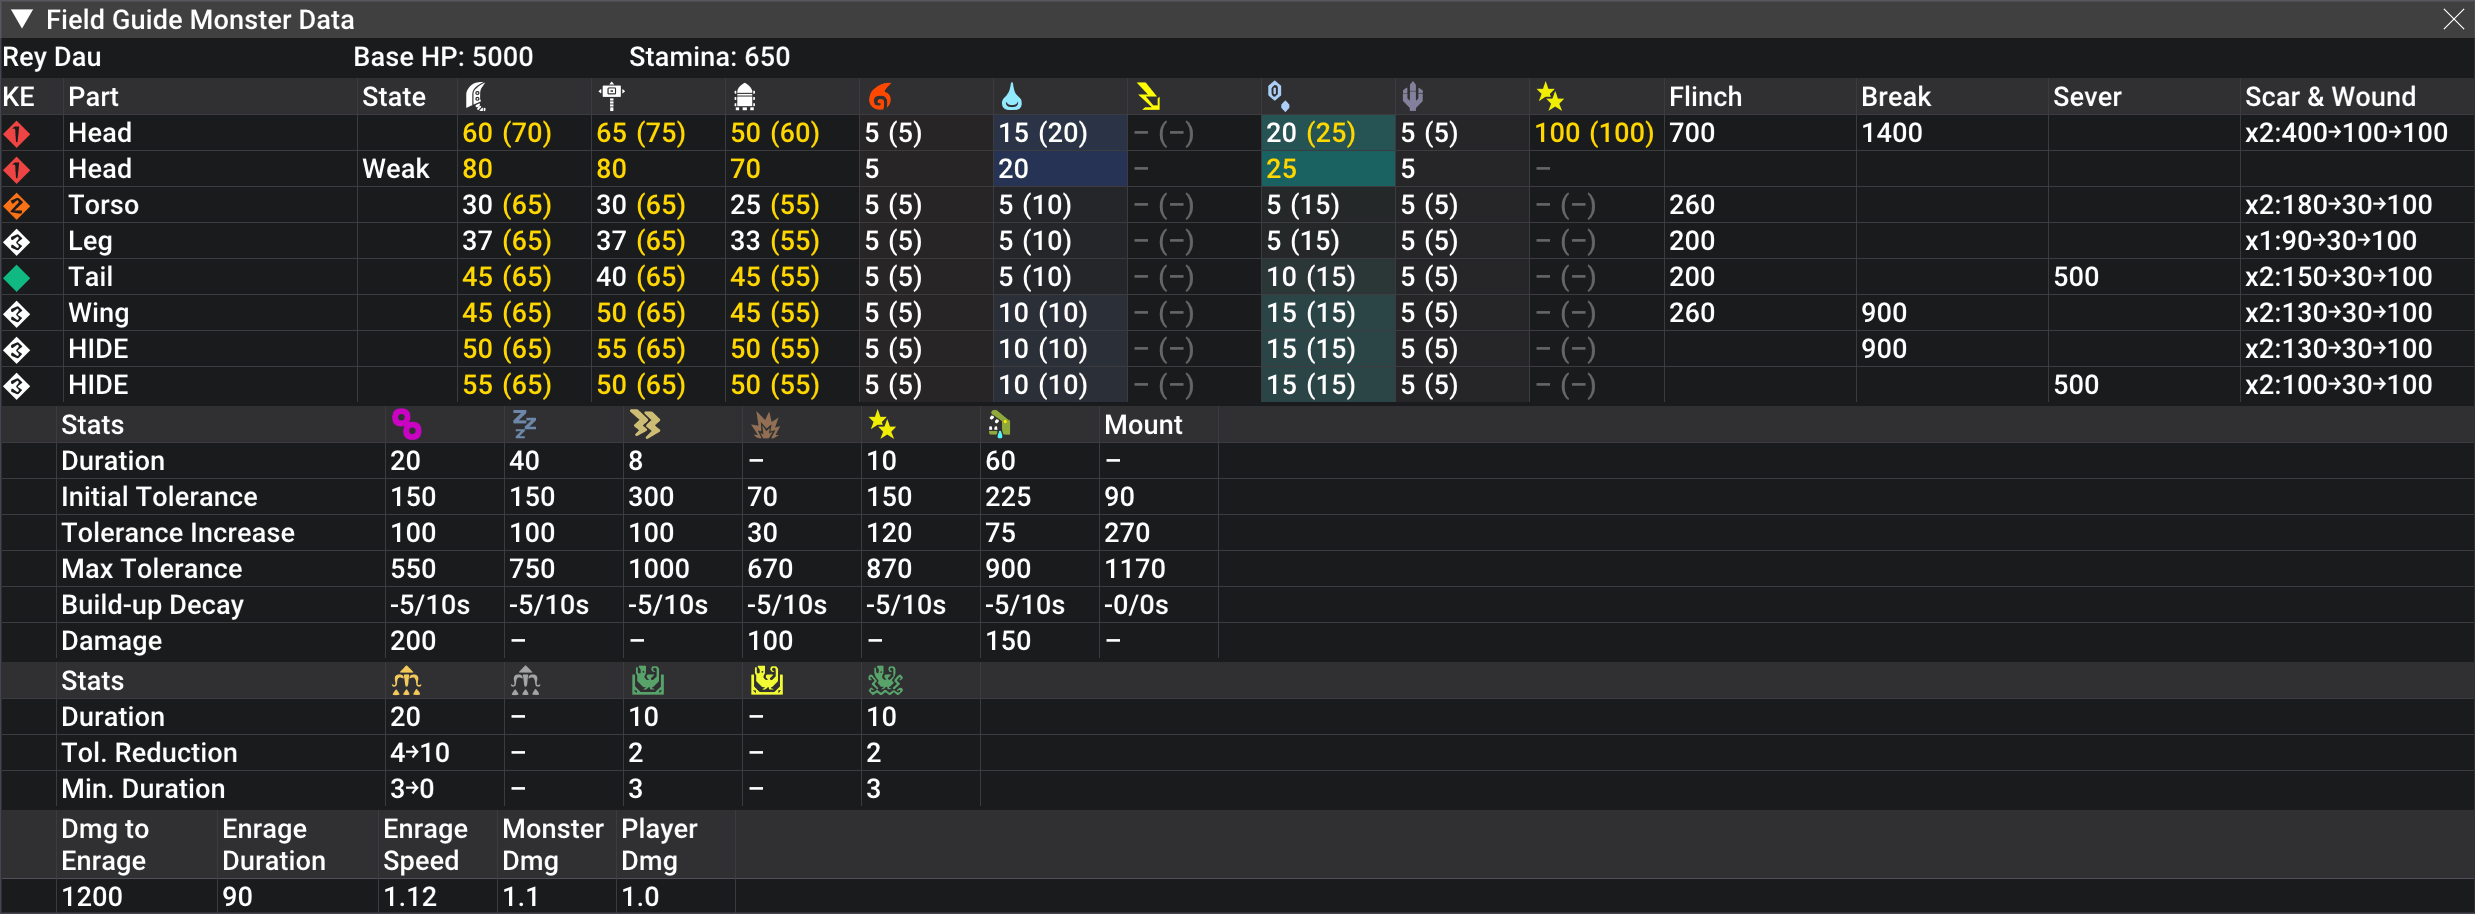 Field Guide Monster Data
Rey Dau Base HP: 5000 Stamina: 650
KE Part State Flinch Break Sever Scar & Wound
1 Head 60 (70) 65 (75) 50 (60) 5 (5) 15 (20) – (–) 20 (25) 5 (5) 100 (100) 700 1400 x2:400→100→100
1 Head Weak 80 80 70 5 20 – 25 5 –
2 Torso 30 (65) 30 (65) 25 (55) 5 (5) 5 (10) – (–) 5 (15) 5 (5) – (–) 260 x2:180→30→100
3 Leg 37 (65) 37 (65) 33 (55) 5 (5) 5 (10) – (–) 5 (15) 5 (5) – (–) 200 x1:90→30→100
Tail 45 (65) 40 (65) 45 (55) 5 (5) 5 (10) – (–) 10 (15) 5 (5) – (–) 200 500 x2:150→30→100
3 Wing 45 (65) 50 (65) 45 (55) 5 (5) 10 (10) – (–) 15 (15) 5 (5) – (–) 260 900 x2:130→30→100
3 HIDE 50 (65) 55 (65) 50 (55) 5 (5) 10 (10) – (–) 15 (15) 5 (5) – (–) 900 x2:130→30→100
3 HIDE 55 (65) 50 (65) 50 (55) 5 (5) 10 (10) – (–) 15 (15) 5 (5) – (–) 500 x2:100→30→100
Stats Mount
Duration 20 40 8 – 10 60 –
Initial Tolerance 150 150 300 70 150 225 90
Tolerance Increase 100 100 100 30 120 75 270
Max Tolerance 550 750 1000 670 870 900 1170
Build-up Decay -5/10s -5/10s -5/10s -5/10s -5/10s -5/10s -0/0s
Damage 200 – – 100 – 150 –
Stats
Duration 20 – 10 – 10
Tol. Reduction 4→10 – 2 – 2
Min. Duration 3→0 – 3 – 3
Dmg to Enrage Enrage Duration Enrage Speed Monster Dmg Player Dmg
1200 90 1.12 1.1 1.0